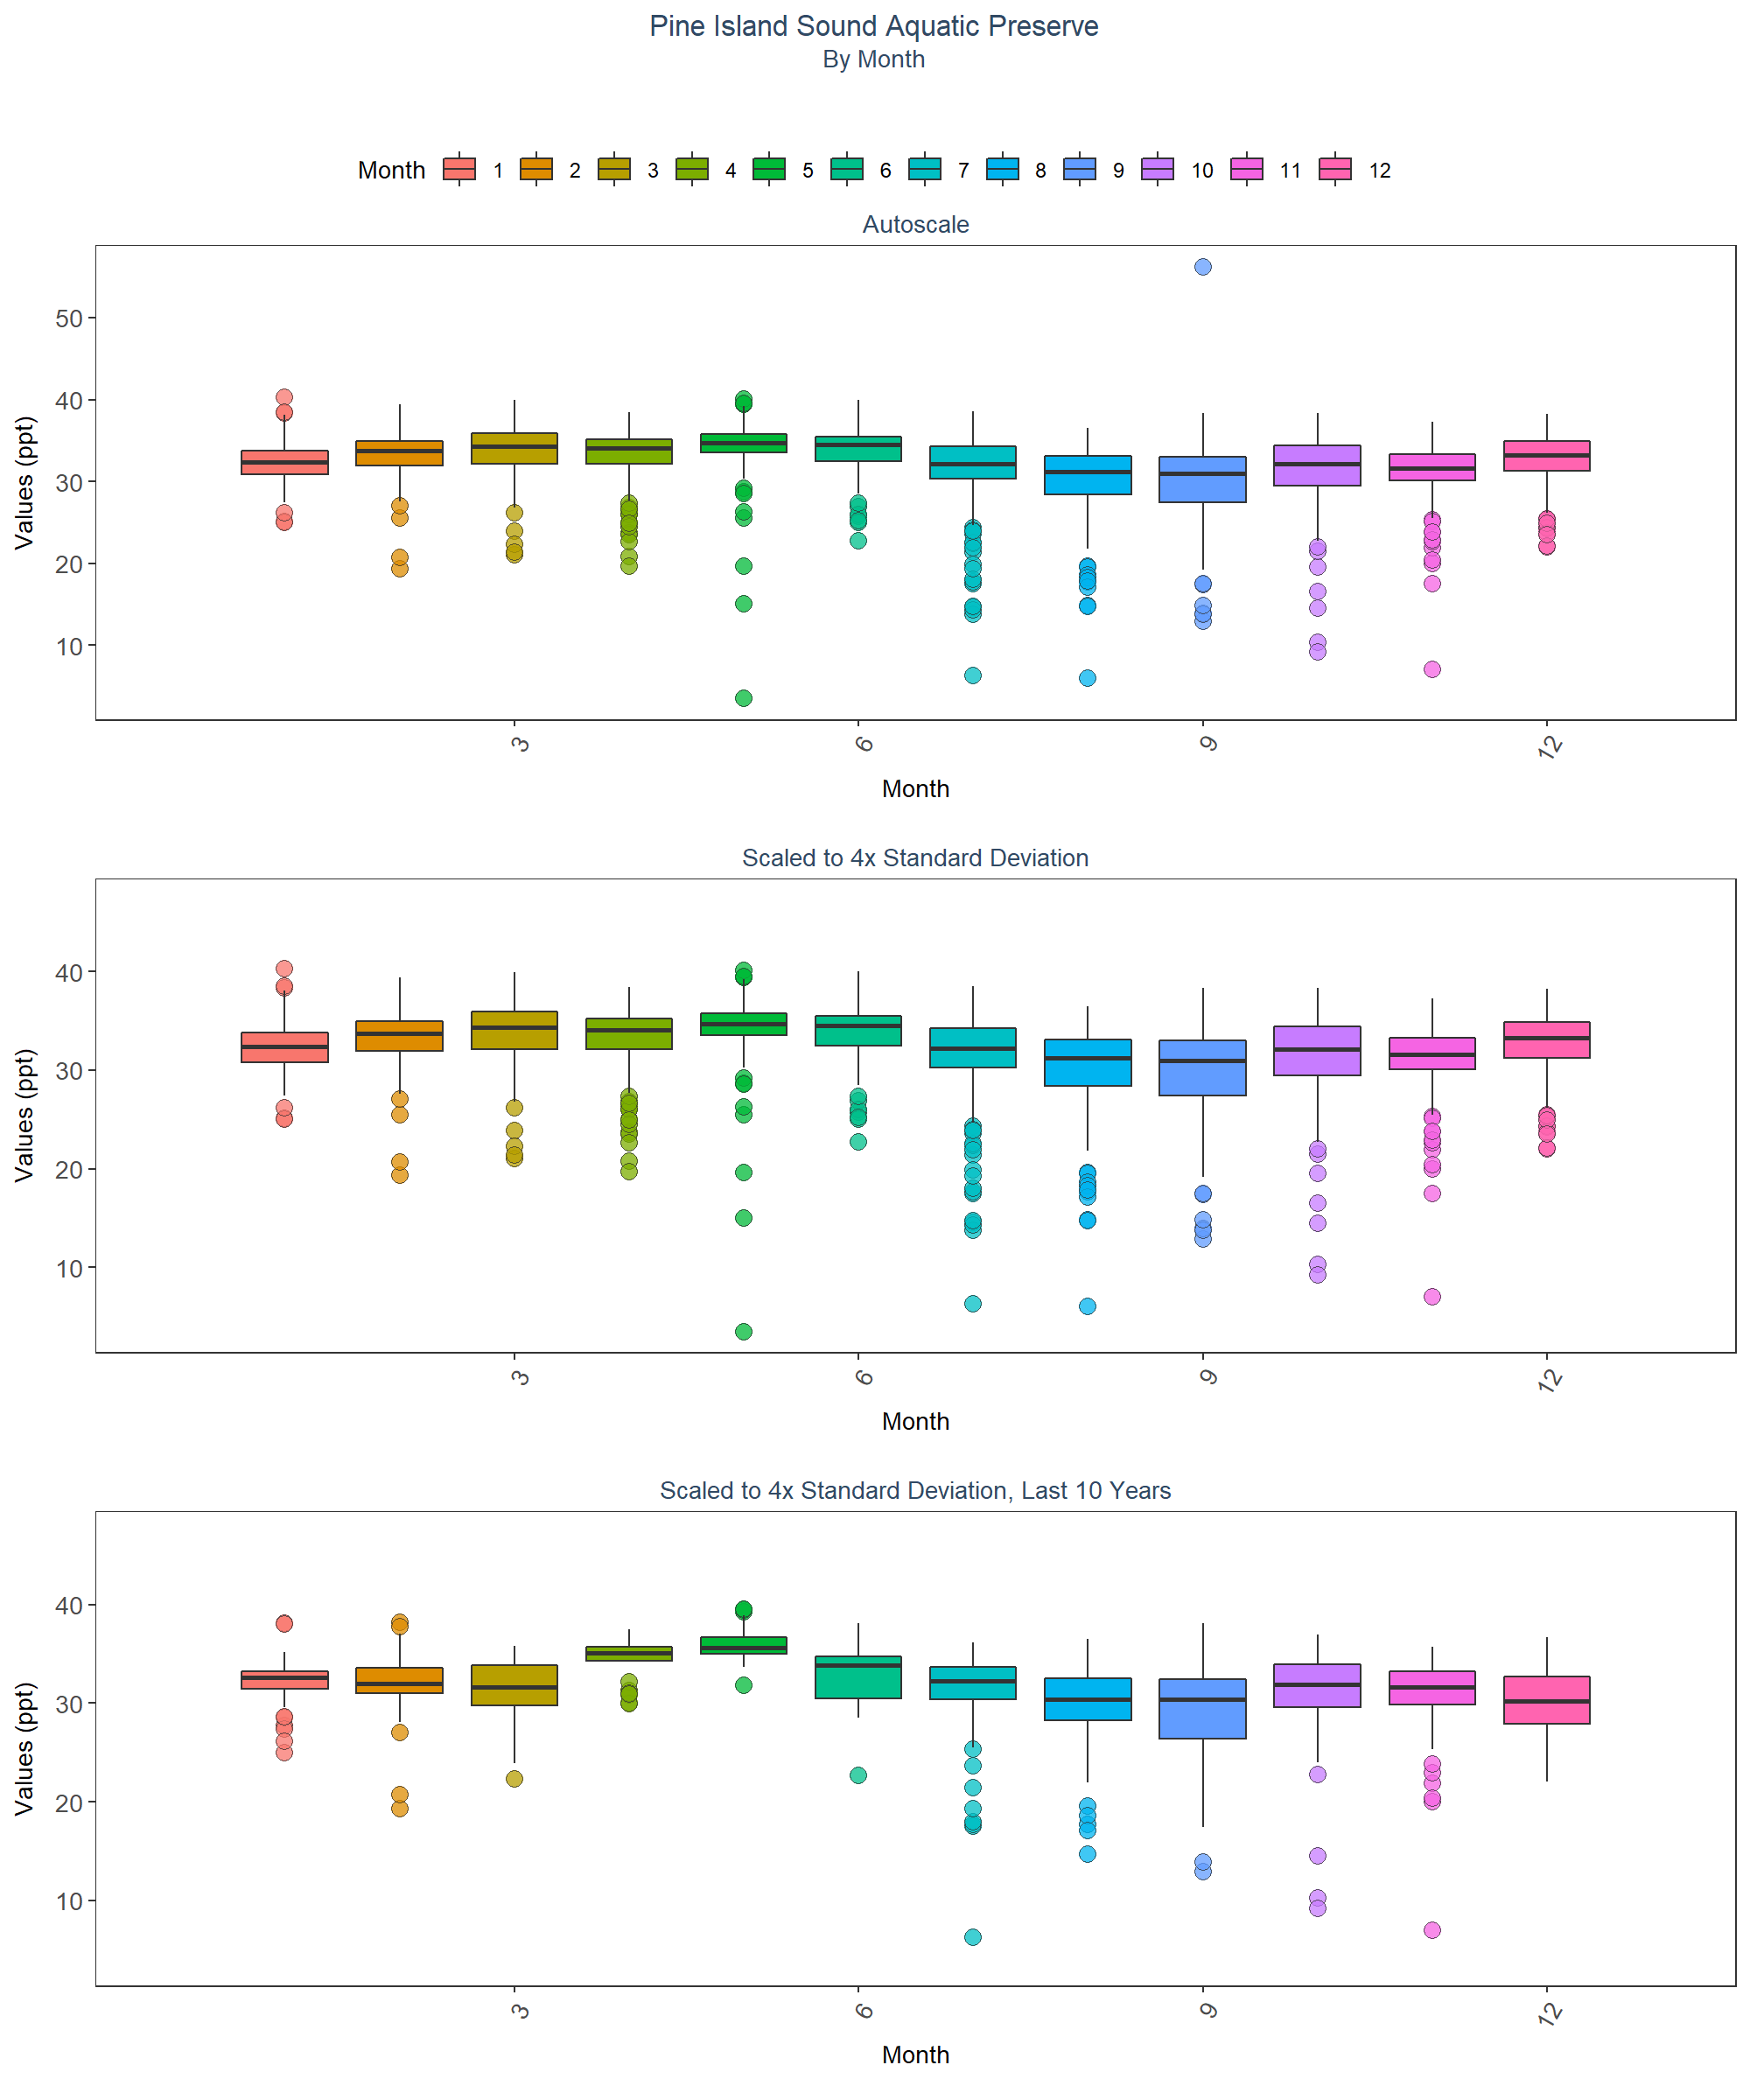 Pine Island Sound Aquatic Preserve
By Month
Month 1 2 3 4 5 6 7 8 9 10 11 12
Autoscale
Values (ppt)
50
40
30
20
10
3 6 9 12
Month
Scaled to 4x Standard Deviation
Values (ppt)
40
30
20
10
3 6 9 12
Month
Scaled to 4x Standard Deviation, Last 10 Years
Values (ppt)
40
30
20
10
3 6 9 12
Month